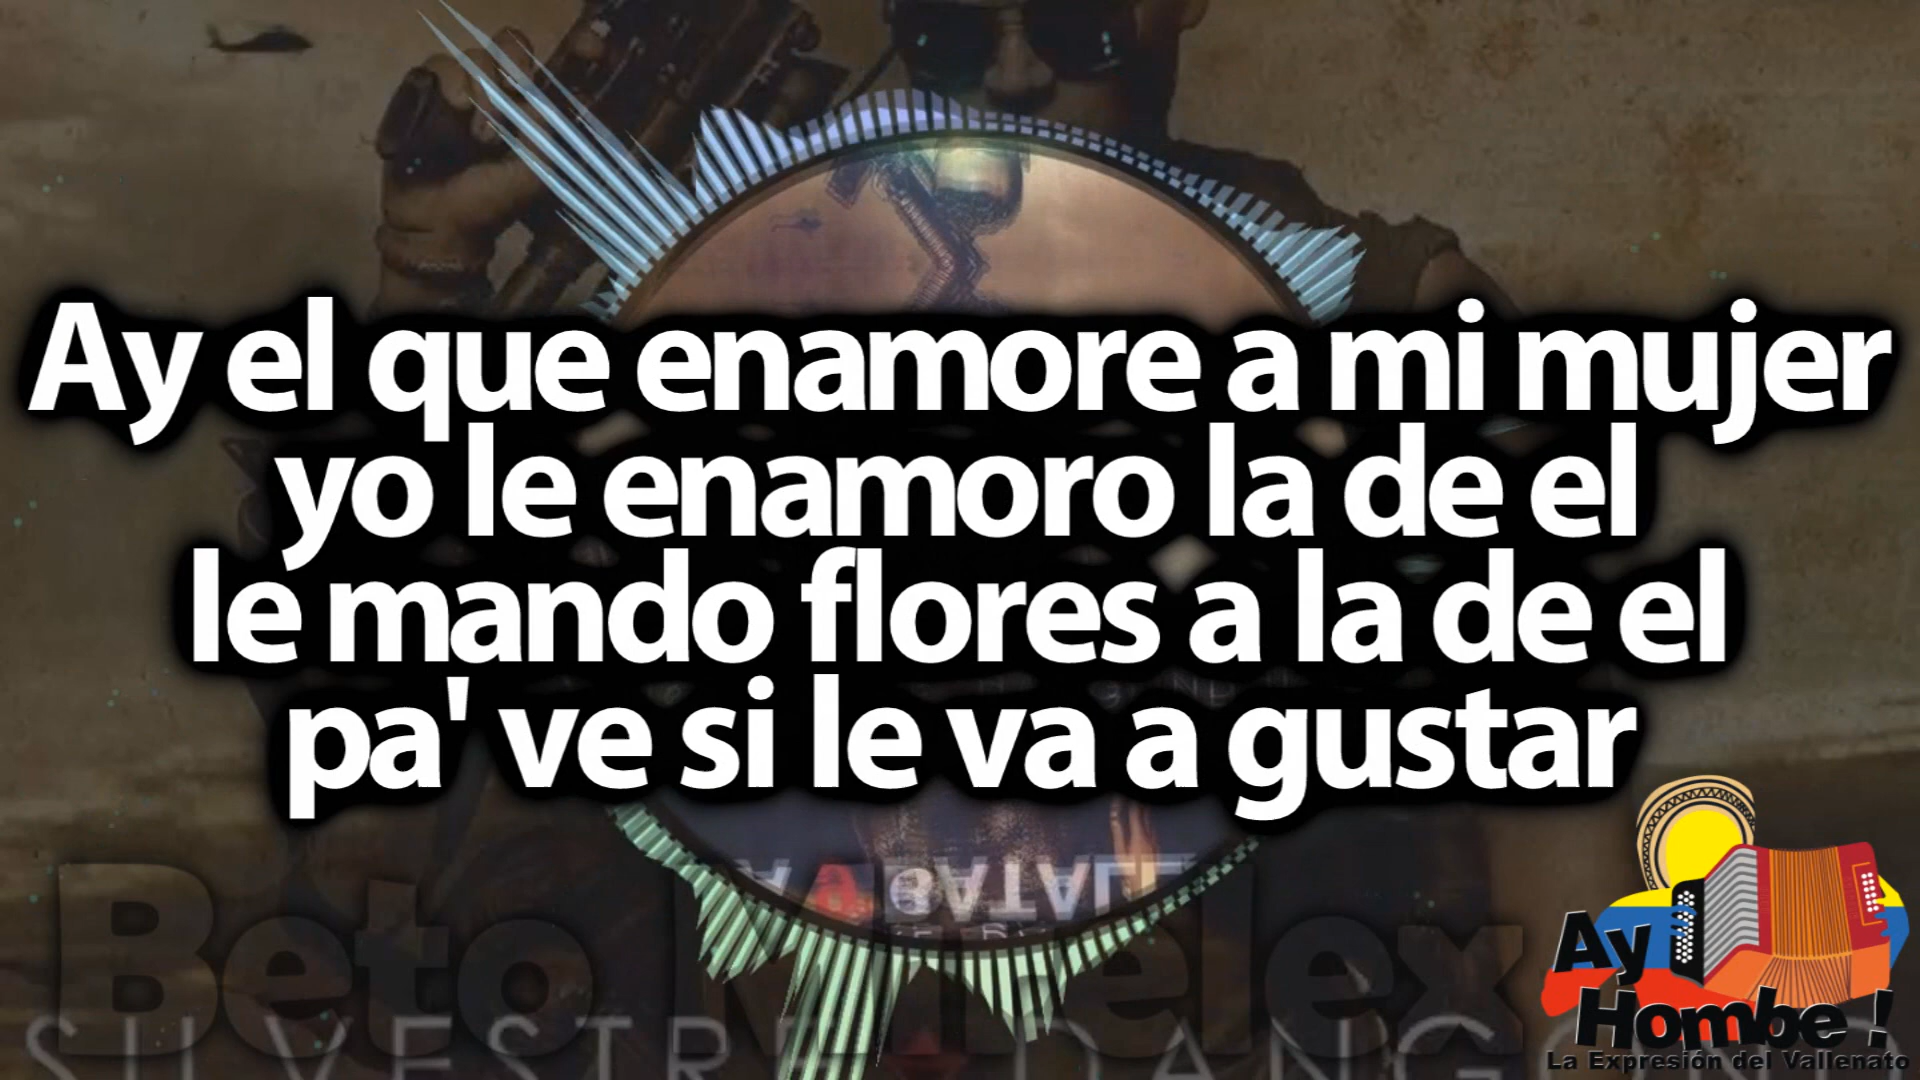 Ay el que enamore a mi mujer
yo le enamoro la de el
le mando flores a la de el
pa' ve si le va a gustar
Ay
Hombe !
La Expresión del Vallenato